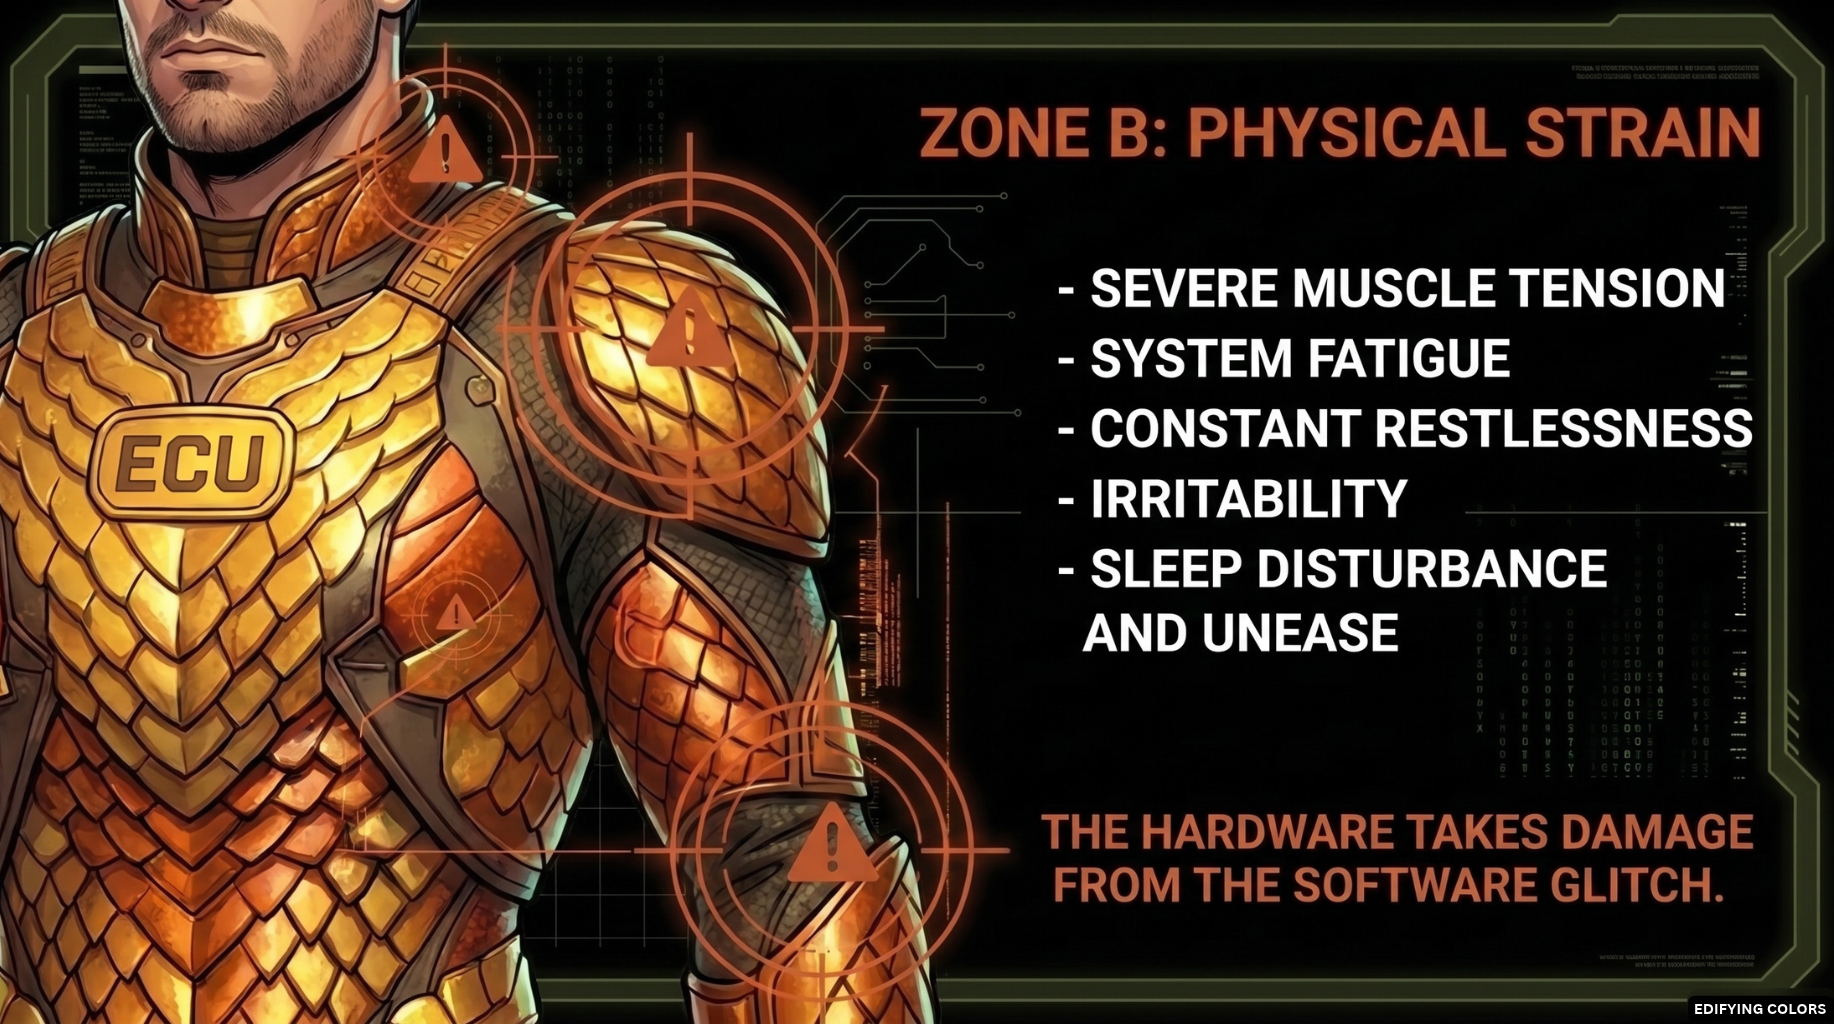 ZONE B: PHYSICAL STRAIN
- SEVERE MUSCLE TENSION
- SYSTEM FATIGUE
- CONSTANT RESTLESSNESS
- IRRITABILITY
- SLEEP DISTURBANCE
AND UNEASE
ECU
THE HARDWARE TAKES DAMAGE
FROM THE SOFTWARE GLITCH.
EDIFYING COLORS